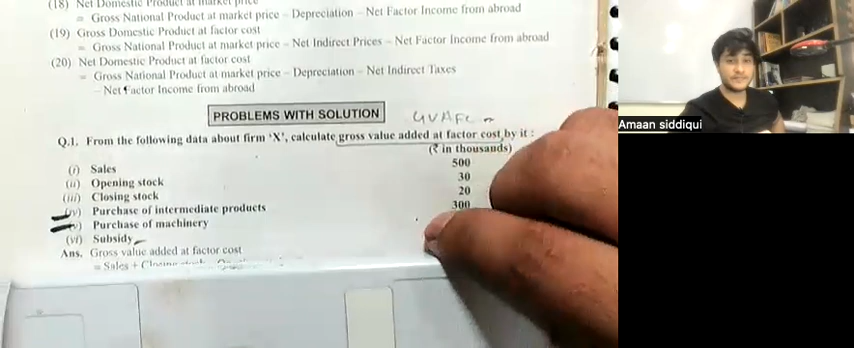 (18) Net Domestic Product at market price
= Gross National Product at market price – Depreciation – Net Factor Income from abroad
(19) Gross Domestic Product at factor cost
= Gross National Product at market price – Net Indirect Prices – Net Factor Income from abroad
(20) Net Domestic Product at factor cost
= Gross National Product at market price – Depreciation – Net Indirect Taxes
– Net Factor Income from abroad
PROBLEMS WITH SOLUTION
GVAFC
Q.1. From the following data about firm 'X', calculate gross value added at factor cost by it :
(₹ in thousands)
(i) Sales 500
(ii) Opening stock 30
(iii) Closing stock 20
(iv) Purchase of intermediate products 300
(v) Purchase of machinery
(vi) Subsidy
Ans. Gross value added at factor cost
= Sales +
Amaan siddiqui